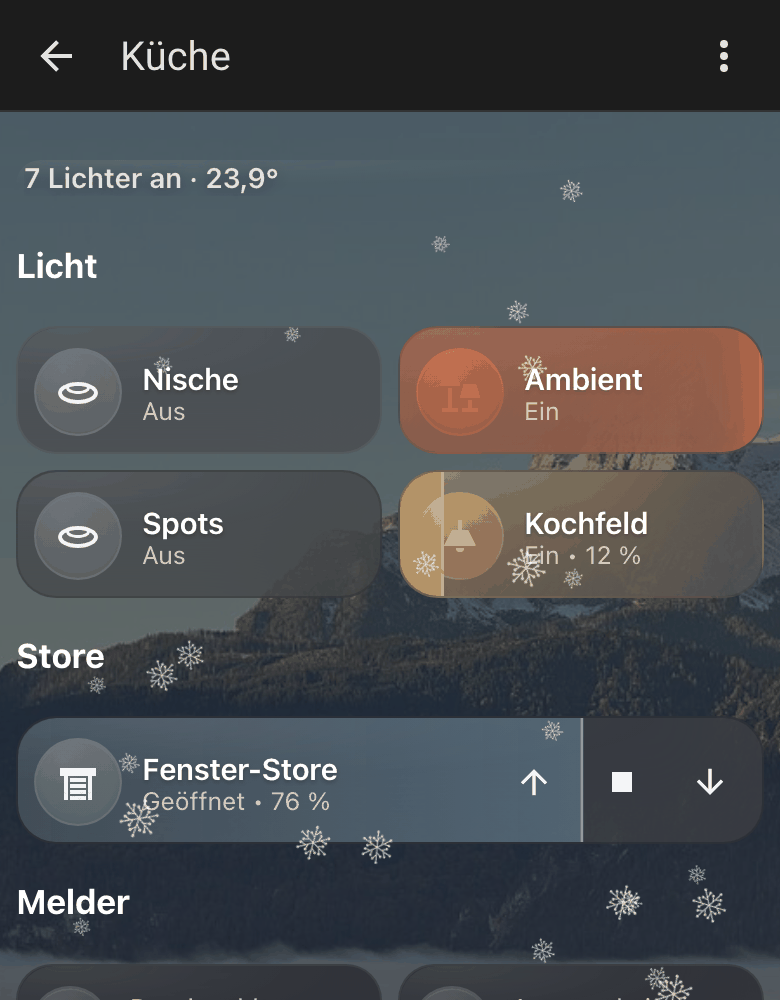 Küche
7 Lichter an · 23,9°
Licht
Nische
Aus
Ambient
Ein
Spots
Aus
Kochfeld
Ein • 12 %
Store
Fenster-Store
Geöffnet • 76 %
Melder